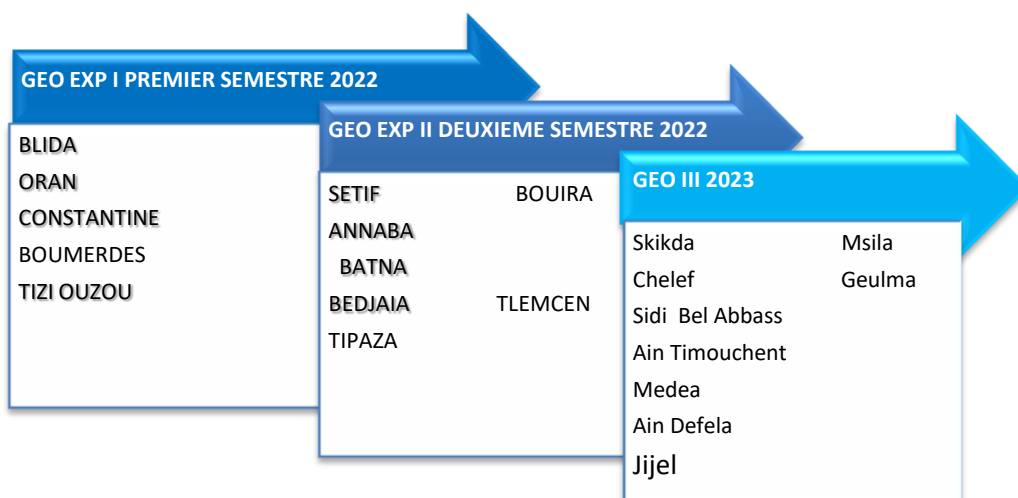 GEO EXP I PREMIER SEMESTRE 2022
BLIDA
ORAN
CONSTANTINE
BOUMERDES
TIZI OUZOU
GEO EXP II DEUXIEME SEMESTRE 2022
SETIF BOUIRA
ANNABA
BATNA
BEDJAIA TLEMCEN
TIPAZA
GEO III 2023
Skikda Msila
Chelef Geulma
Sidi Bel Abbass
Ain Timouchent
Medea
Ain Defela
Jijel